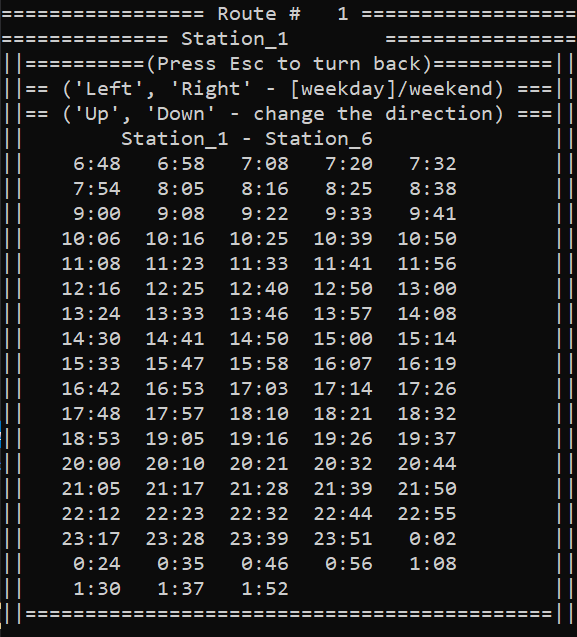 ================= Route #   1 ==================
============== Station_1        ================
||==========(Press Esc to turn back)==========||
||== ('Left', 'Right' - [weekday]/weekend) ===||
||== ('Up', 'Down' - change the direction) ===||
||        Station_1 - Station_6               ||
||    6:48   6:58   7:08   7:20   7:32        ||
||    7:54   8:05   8:16   8:25   8:38        ||
||    9:00   9:08   9:22   9:33   9:41        ||
||   10:06  10:16  10:25  10:39  10:50        ||
||   11:08  11:23  11:33  11:41  11:56        ||
||   12:16  12:25  12:40  12:50  13:00        ||
||   13:24  13:33  13:46  13:57  14:08        ||
||   14:30  14:41  14:50  15:00  15:14        ||
||   15:33  15:47  15:58  16:07  16:19        ||
||   16:42  16:53  17:03  17:14  17:26        ||
||   17:48  17:57  18:10  18:21  18:32        ||
||   18:53  19:05  19:16  19:26  19:37        ||
||   20:00  20:10  20:21  20:32  20:44        ||
||   21:05  21:17  21:28  21:39  21:50        ||
||   22:12  22:23  22:32  22:44  22:55        ||
||   23:17  23:28  23:39  23:51   0:02        ||
||    0:24   0:35   0:46   0:56   1:08        ||
||    1:30   1:37   1:52                      ||
||============================================||